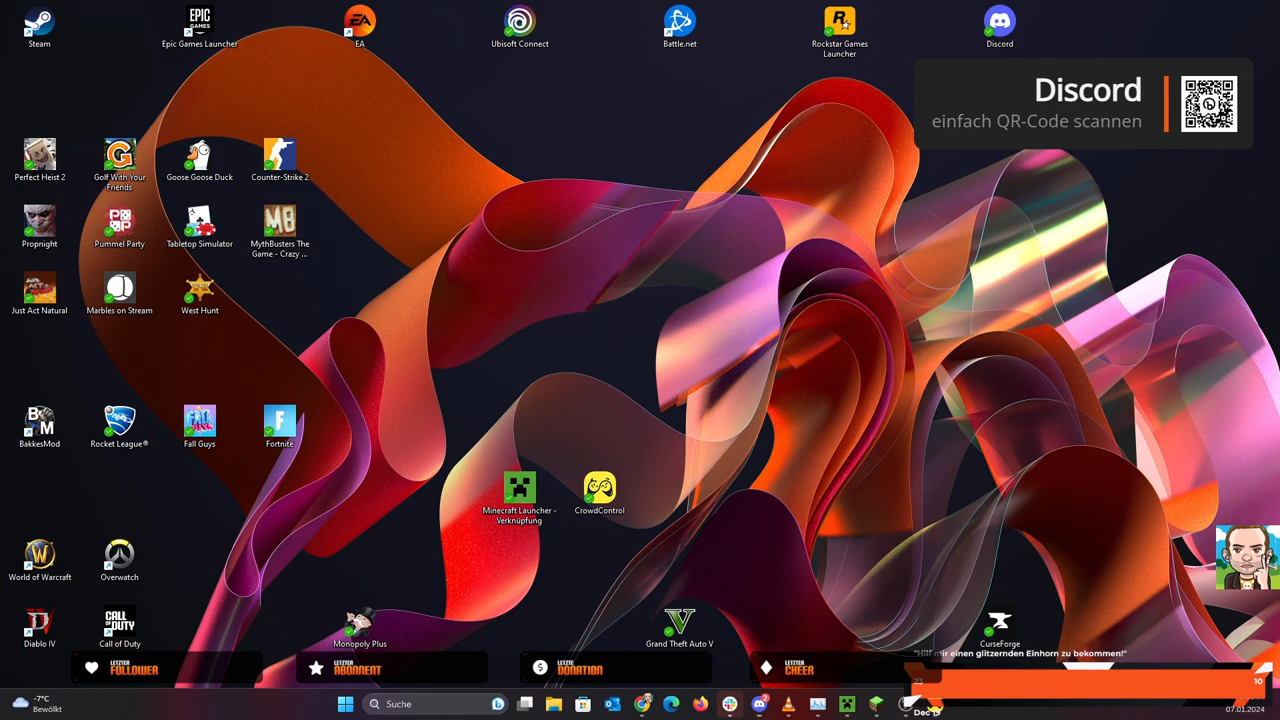 Steam
Epic Games Launcher
EA
Ubisoft Connect
Battle.net
Rockstar Games
Launcher
Discord
Discord
einfach QR-Code scannen
Perfect Heist 2
Golf With Your
Friends
Goose Goose Duck
Counter-Strike 2
Propnight
Pummel Party
Tabletop Simulator
MythBusters The
Game - Crazy ...
Just Act Natural
Marbles on Stream
West Hunt
BakkesMod
Rocket League®
Fall Guys
Fortnite
Minecraft Launcher -
Verknüpfung
CrowdControl
World of Warcraft
Overwatch
Diablo IV
Call of Duty
Monopoly Plus
Grand Theft Auto V
CurseForge
LETZTER
FOLLOWER
LETZTER
ABONNENT
LETZTE
DONATION
LETZTER
CHEER
"Hilf mir einen glitzernden Einhorn zu bekommen!"
23
10
-7°C
Bewölkt
Suche
07.01.2024